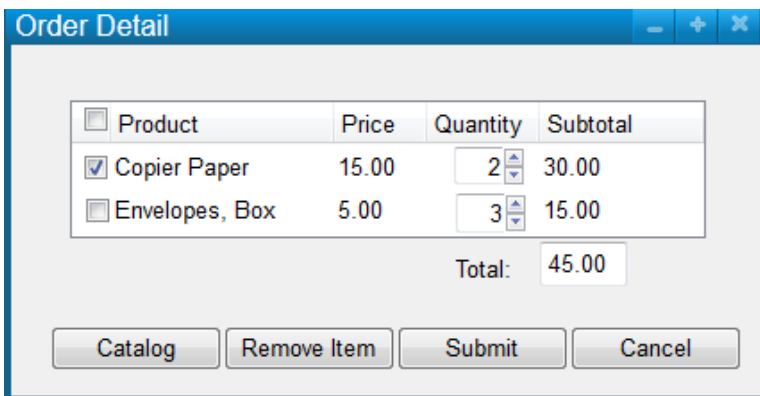 Order Detail
Product Price Quantity Subtotal
Copier Paper 15.00 2 30.00
Envelopes, Box 5.00 3 15.00
Total: 45.00
Catalog Remove Item Submit Cancel